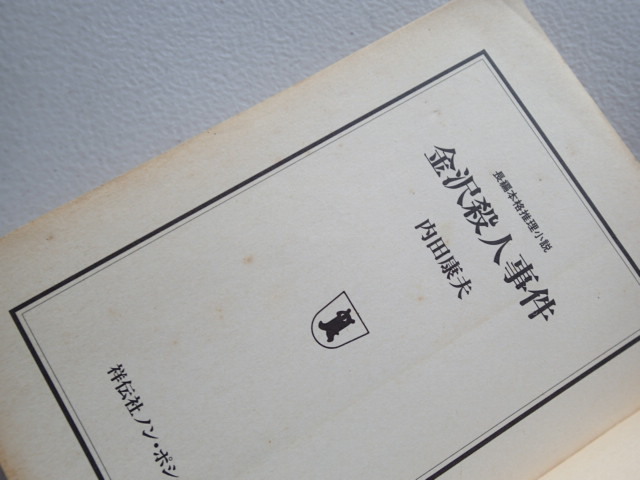 長編本格推理小説
金沢殺人事件
内田康夫
祥伝社ノン・ポシ